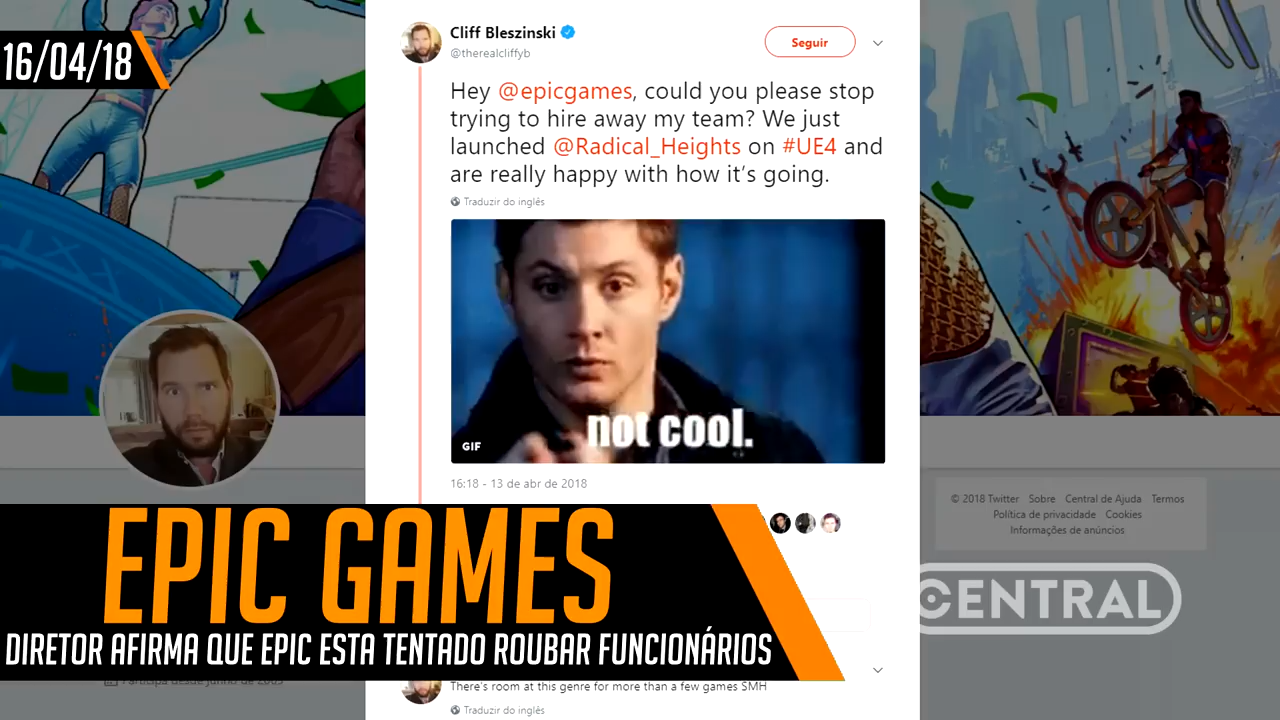 16/04/18
Cliff Bleszinski
@therealcliffyb
Seguir
Hey @epicgames, could you please stop
trying to hire away my team? We just
launched @Radical_Heights on #UE4 and
are really happy with how it's going.
Traduzir do inglês
not cool.
GIF
16:18 - 13 de abr de 2018
© 2018 Twitter Sobre Central de Ajuda Termos
Política de privacidade Cookies
Informações de anúncios
CENTRAL
EPIC GAMES
DIRETOR AFIRMA QUE EPIC ESTA TENTADO ROUBAR FUNCIONÁRIOS
There's room at this genre for more than a few games SMH
Traduzir do inglês